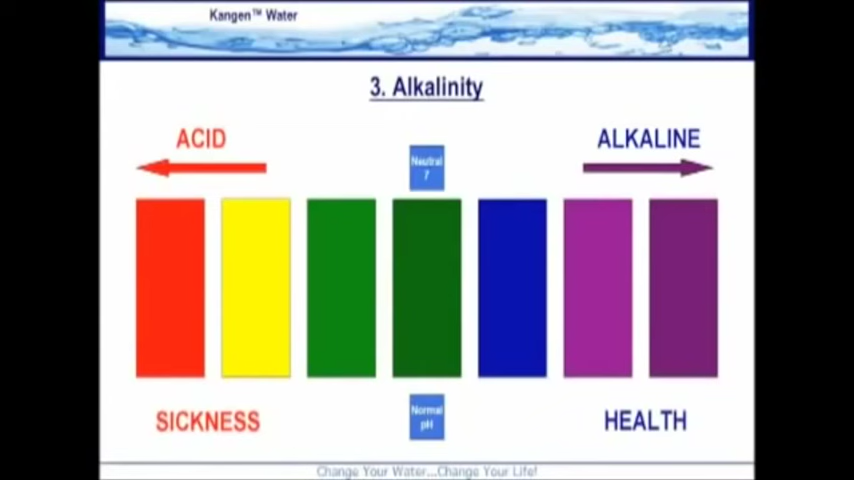 Kangen™ Water
3. Alkalinity
ACID
ALKALINE
Neutral
7
SICKNESS
Normal
pH
HEALTH
Change Your Water...Change Your Life!